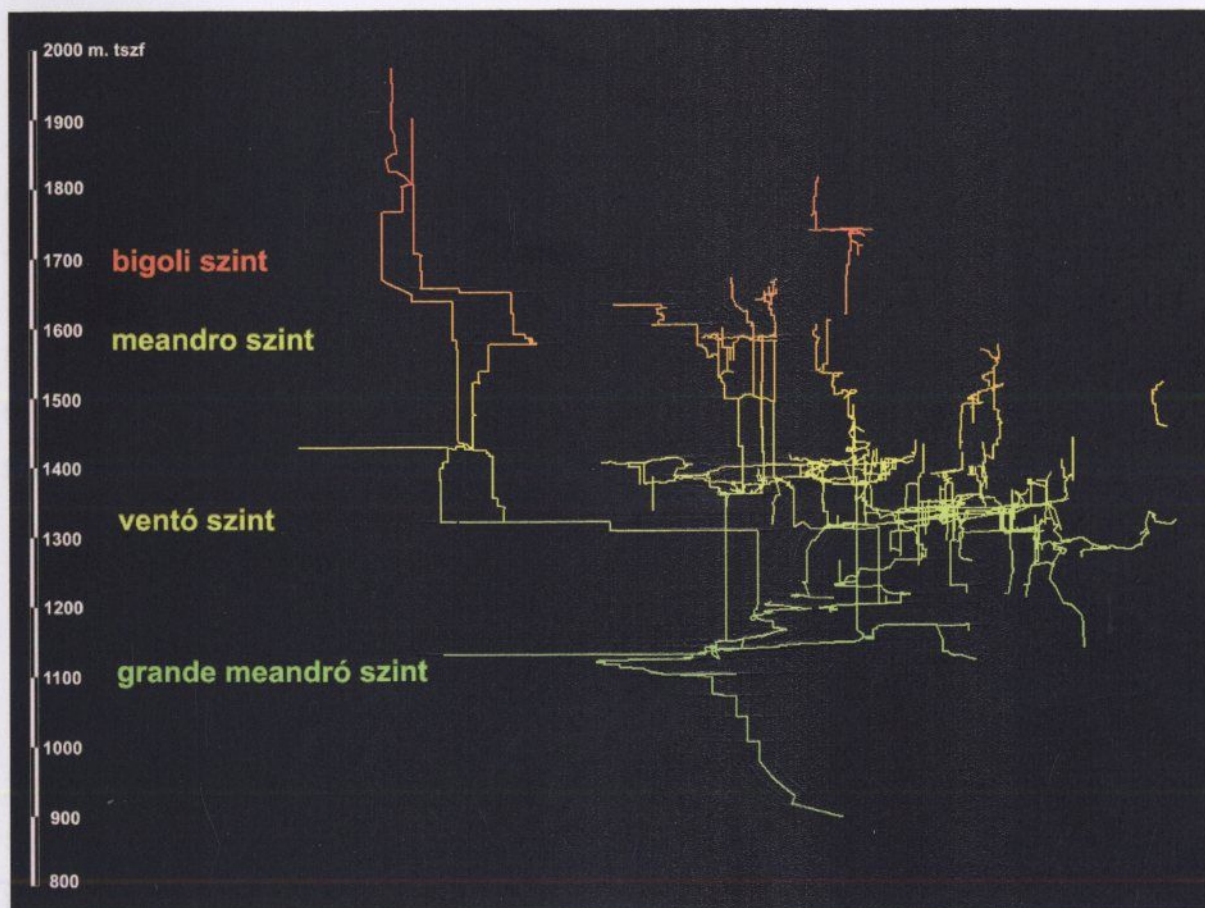 2000 m. tszf
1900
1800
1700
bigoli szint
1600
meandro szint
1500
1400
ventó szint
1300
1200
grande meandró szint
1100
1000
900
800